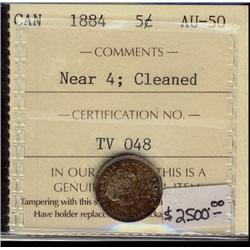 CAN 1884 5¢ AU-50
COMMENTS
Near 4; Cleaned
CERTIFICATION NO.
TV 048
IN OUR THIS IS A
GENUIN ITEM
Tampering with this s
Have holder replace
$2500.00